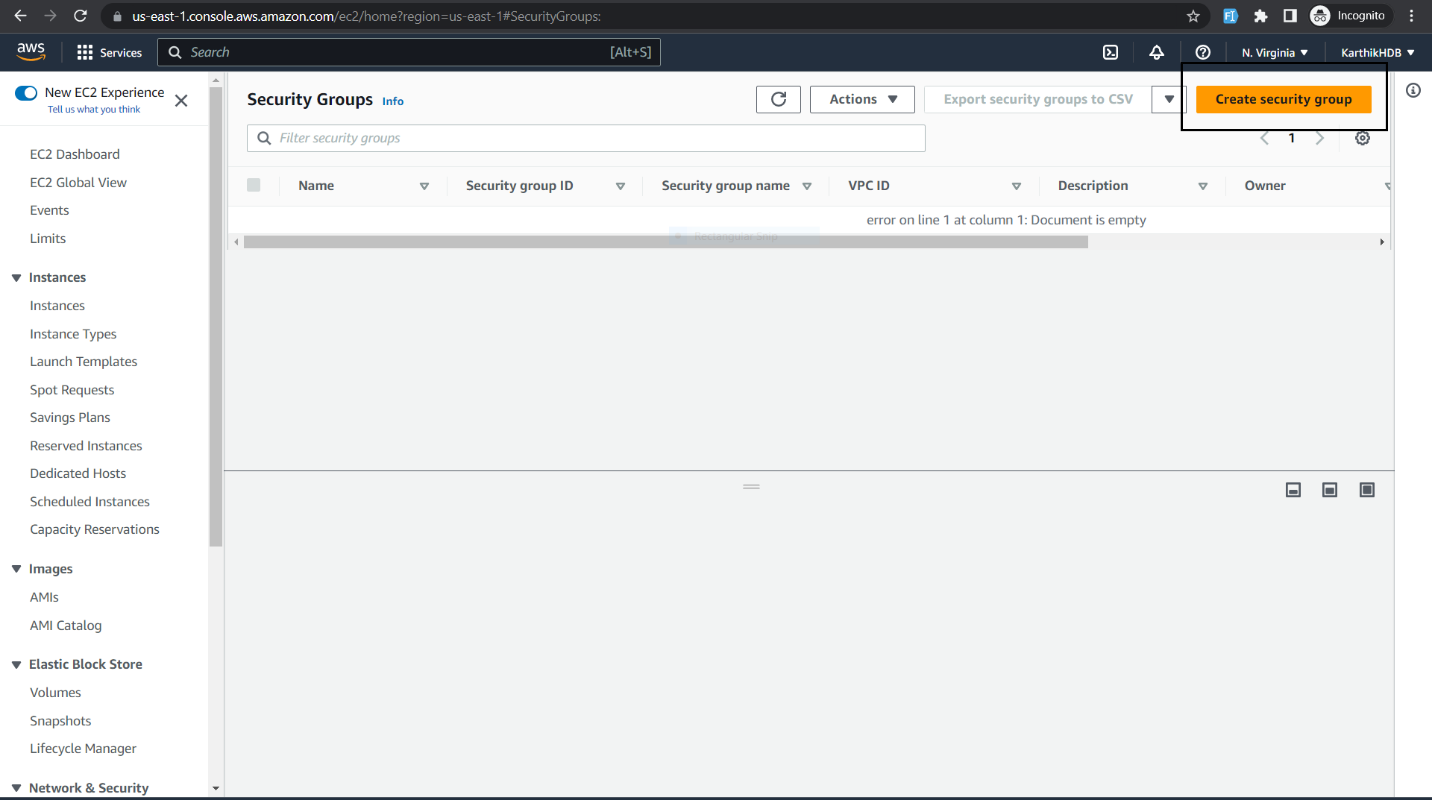 us-east-1.console.aws.amazon.com/ec2/home?region=us-east-1#SecurityGroups:
FI
Incognito
aws
Services
Search
[Alt+S]
N. Virginia
KarthikHDB
New EC2 Experience
Tell us what you think
Security Groups Info
Actions
Export security groups to CSV
Create security group
Filter security groups
1
Name
Security group ID
Security group name
VPC ID
Description
Owner
error on line 1 at column 1: Document is empty
Rectangular Snip
EC2 Dashboard
EC2 Global View
Events
Limits
Instances
Instances
Instance Types
Launch Templates
Spot Requests
Savings Plans
Reserved Instances
Dedicated Hosts
Scheduled Instances
Capacity Reservations
Images
AMIs
AMI Catalog
Elastic Block Store
Volumes
Snapshots
Lifecycle Manager
Network & Security